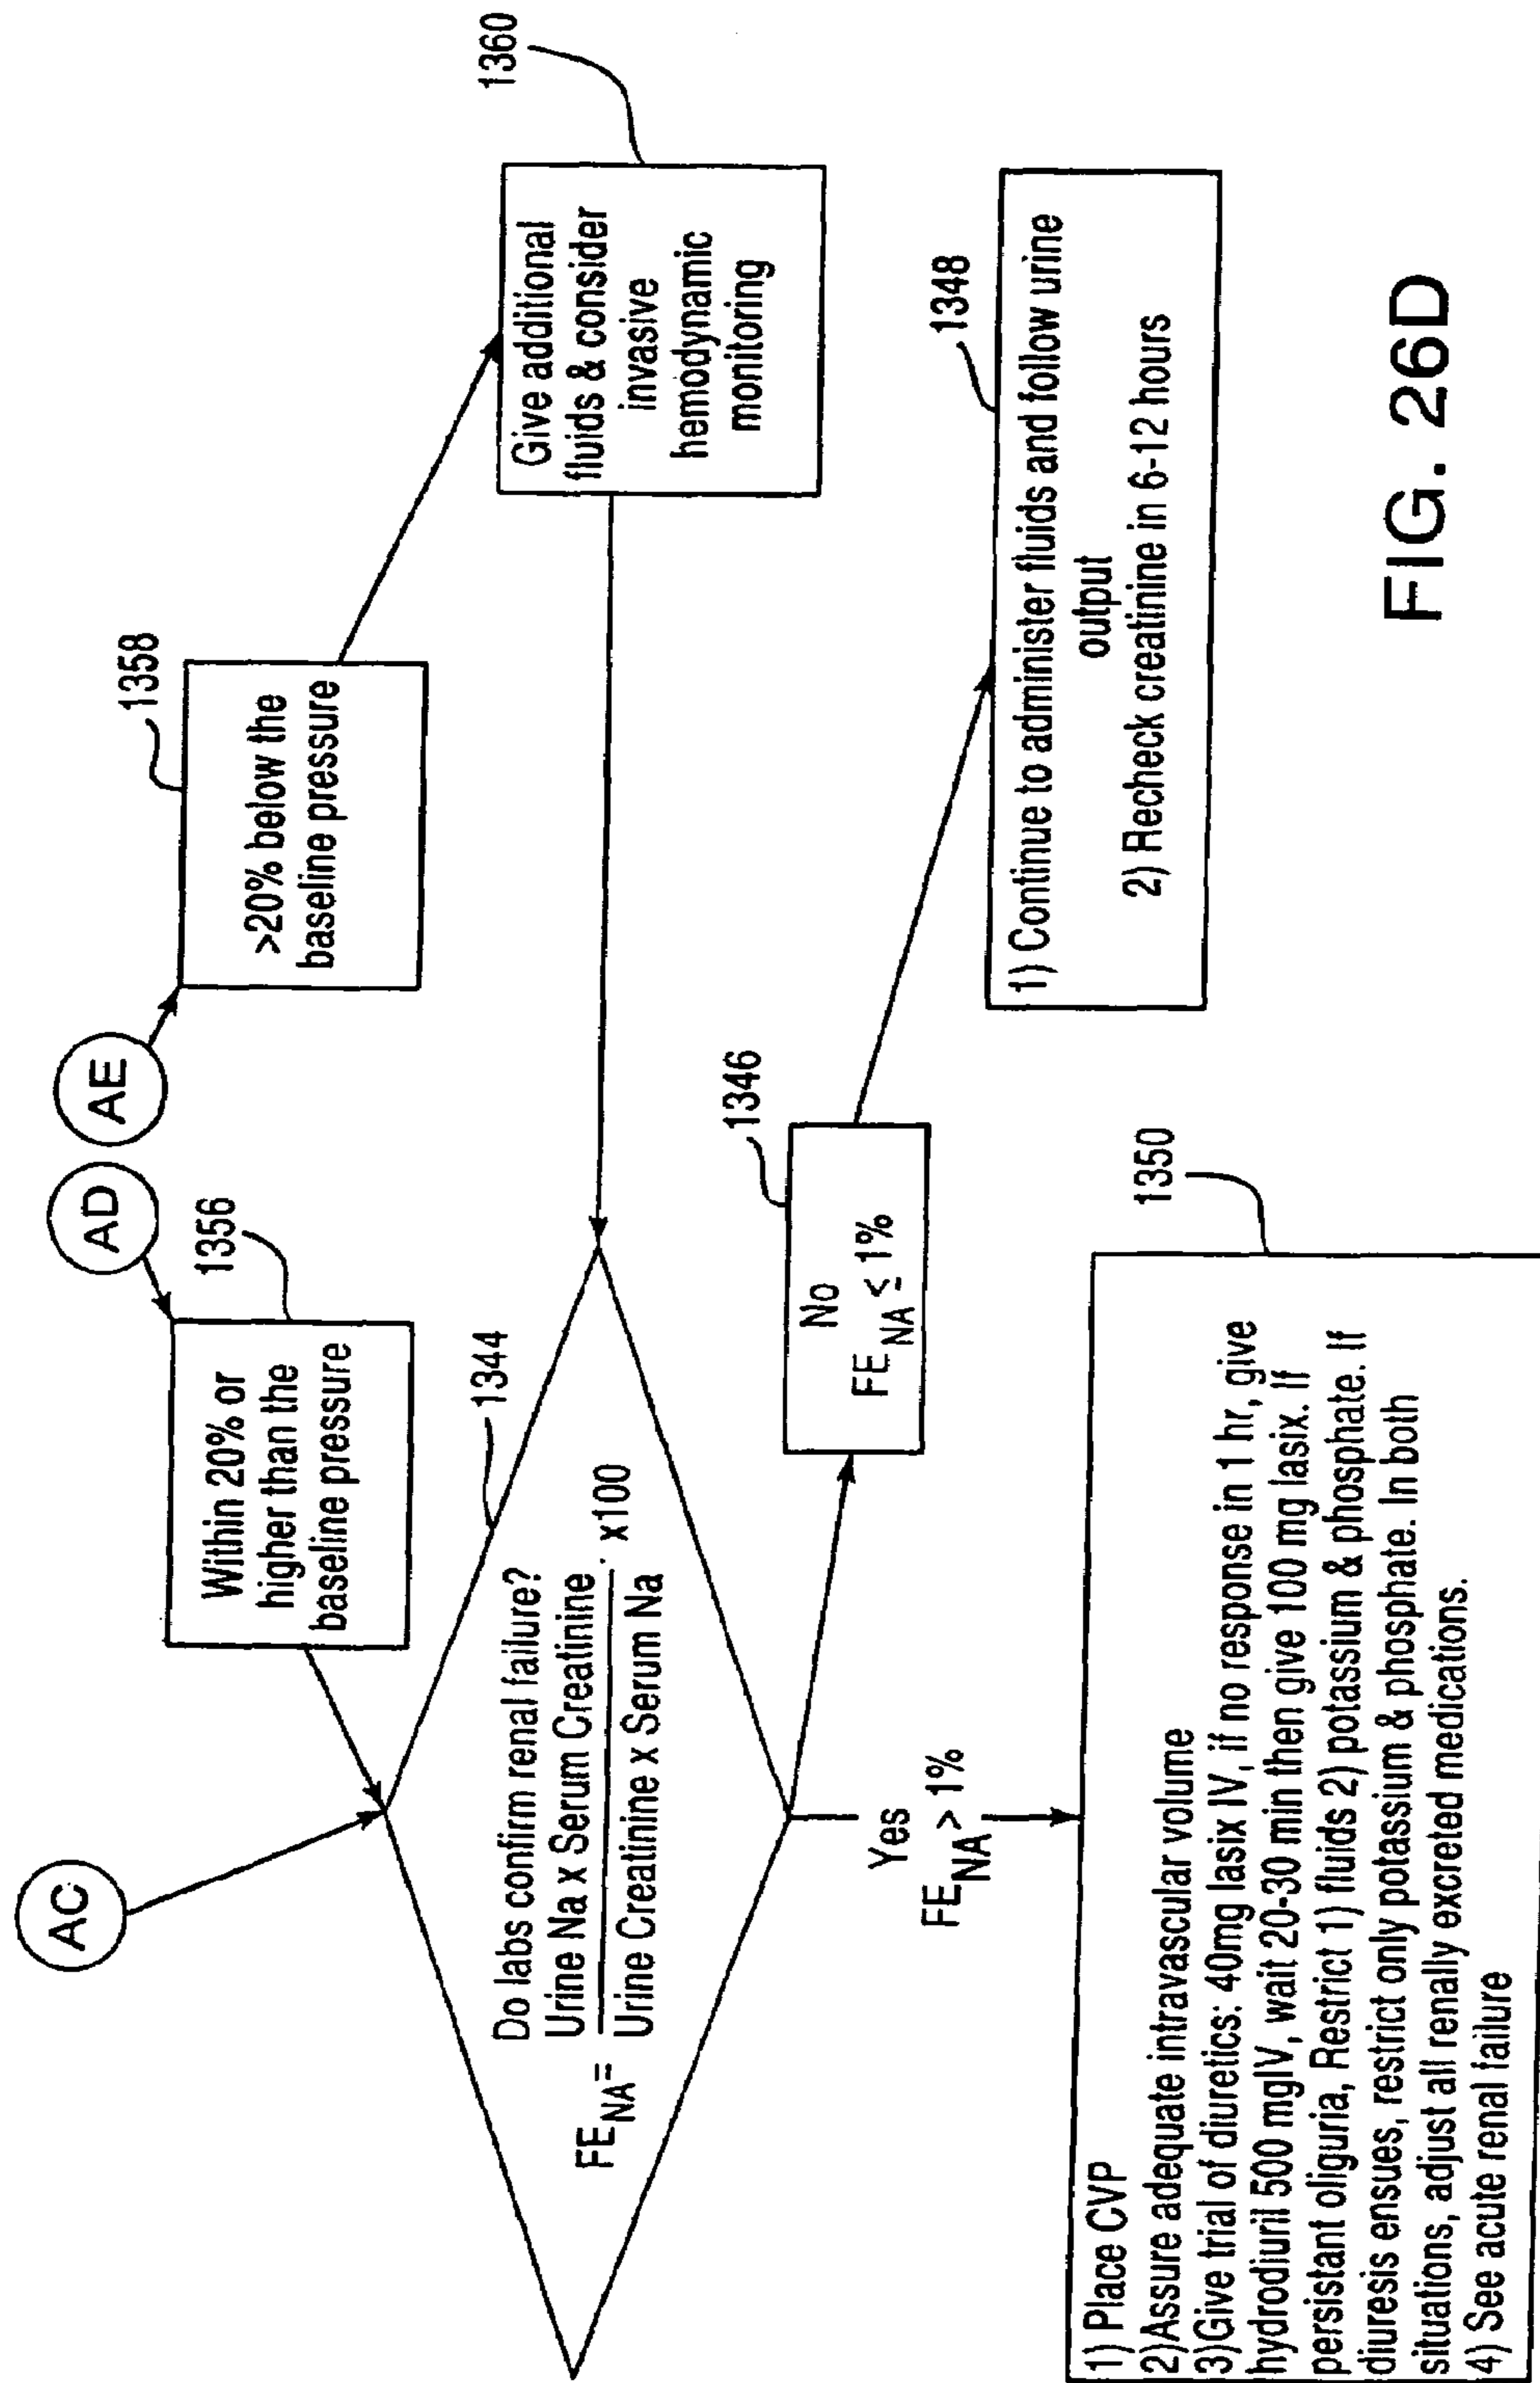 AC
AD
AE
1356
Within 20% or
higher than the
baseline pressure
1358
>20% below the
baseline pressure
1344
Do labs confirm renal failure?
FE NA = Urine Na x Serum Creatinine x100
Urine Creatinine x Serum Na
1360
Give additional
fluids & consider
invasive
hemodynamic
monitoring
Yes
FE NA > 1%
1346
No
FE NA ≤ 1%
1348
1) Continue to administer fluids and follow urine
output
2) Recheck creatinine in 6-12 hours
1350
1) Place CVP
2)Assure adequate intravascular volume
3)Give trial of diuretics: 40mg lasix IV, if no response in 1 hr, give
hydrodiuril 500 mgIV, wait 20-30 min then give 100 mg lasix. If
persistant oliguria, Restrict 1) fluids 2) potassium & phosphate. If
diuresis ensues, restrict only potassium & phosphate. In both
situations, adjust all renally excreted medications.
4) See acute renal failure
FIG. 26D